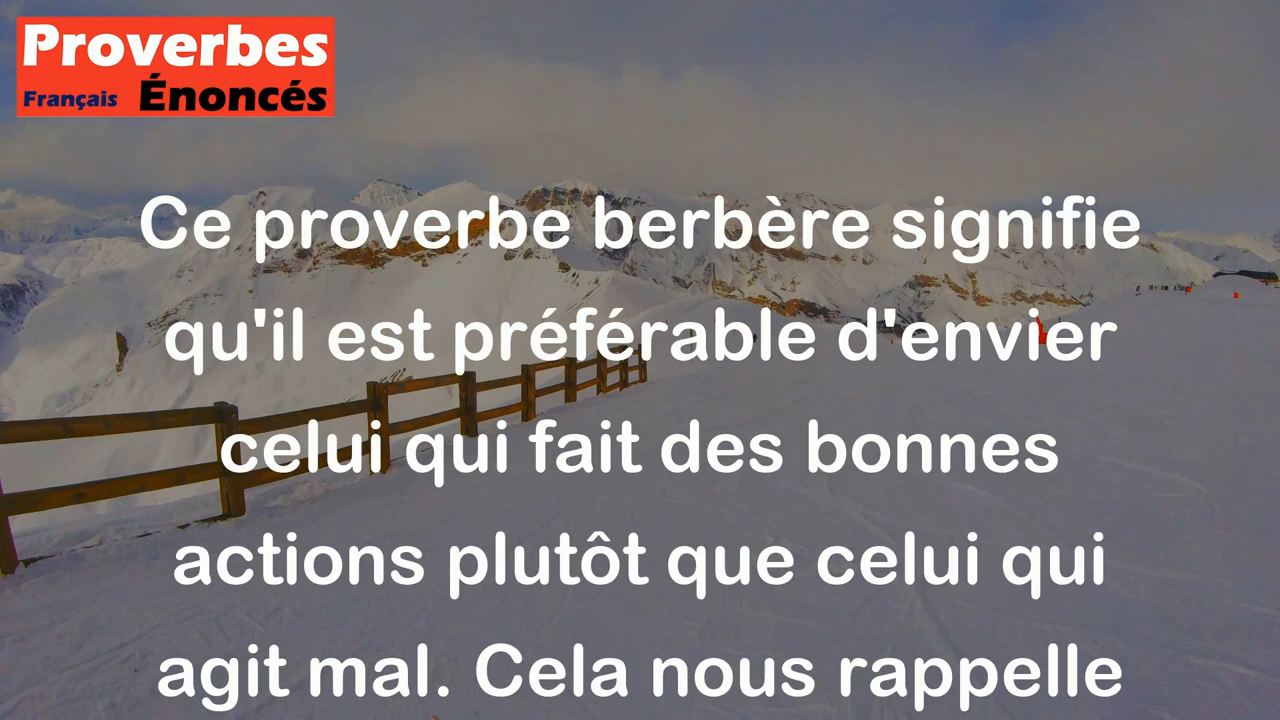 Proverbes
Français Énoncés
Ce proverbe berbère signifie
qu'il est préférable d'envier
celui qui fait des bonnes
actions plutôt que celui qui
agit mal. Cela nous rappelle